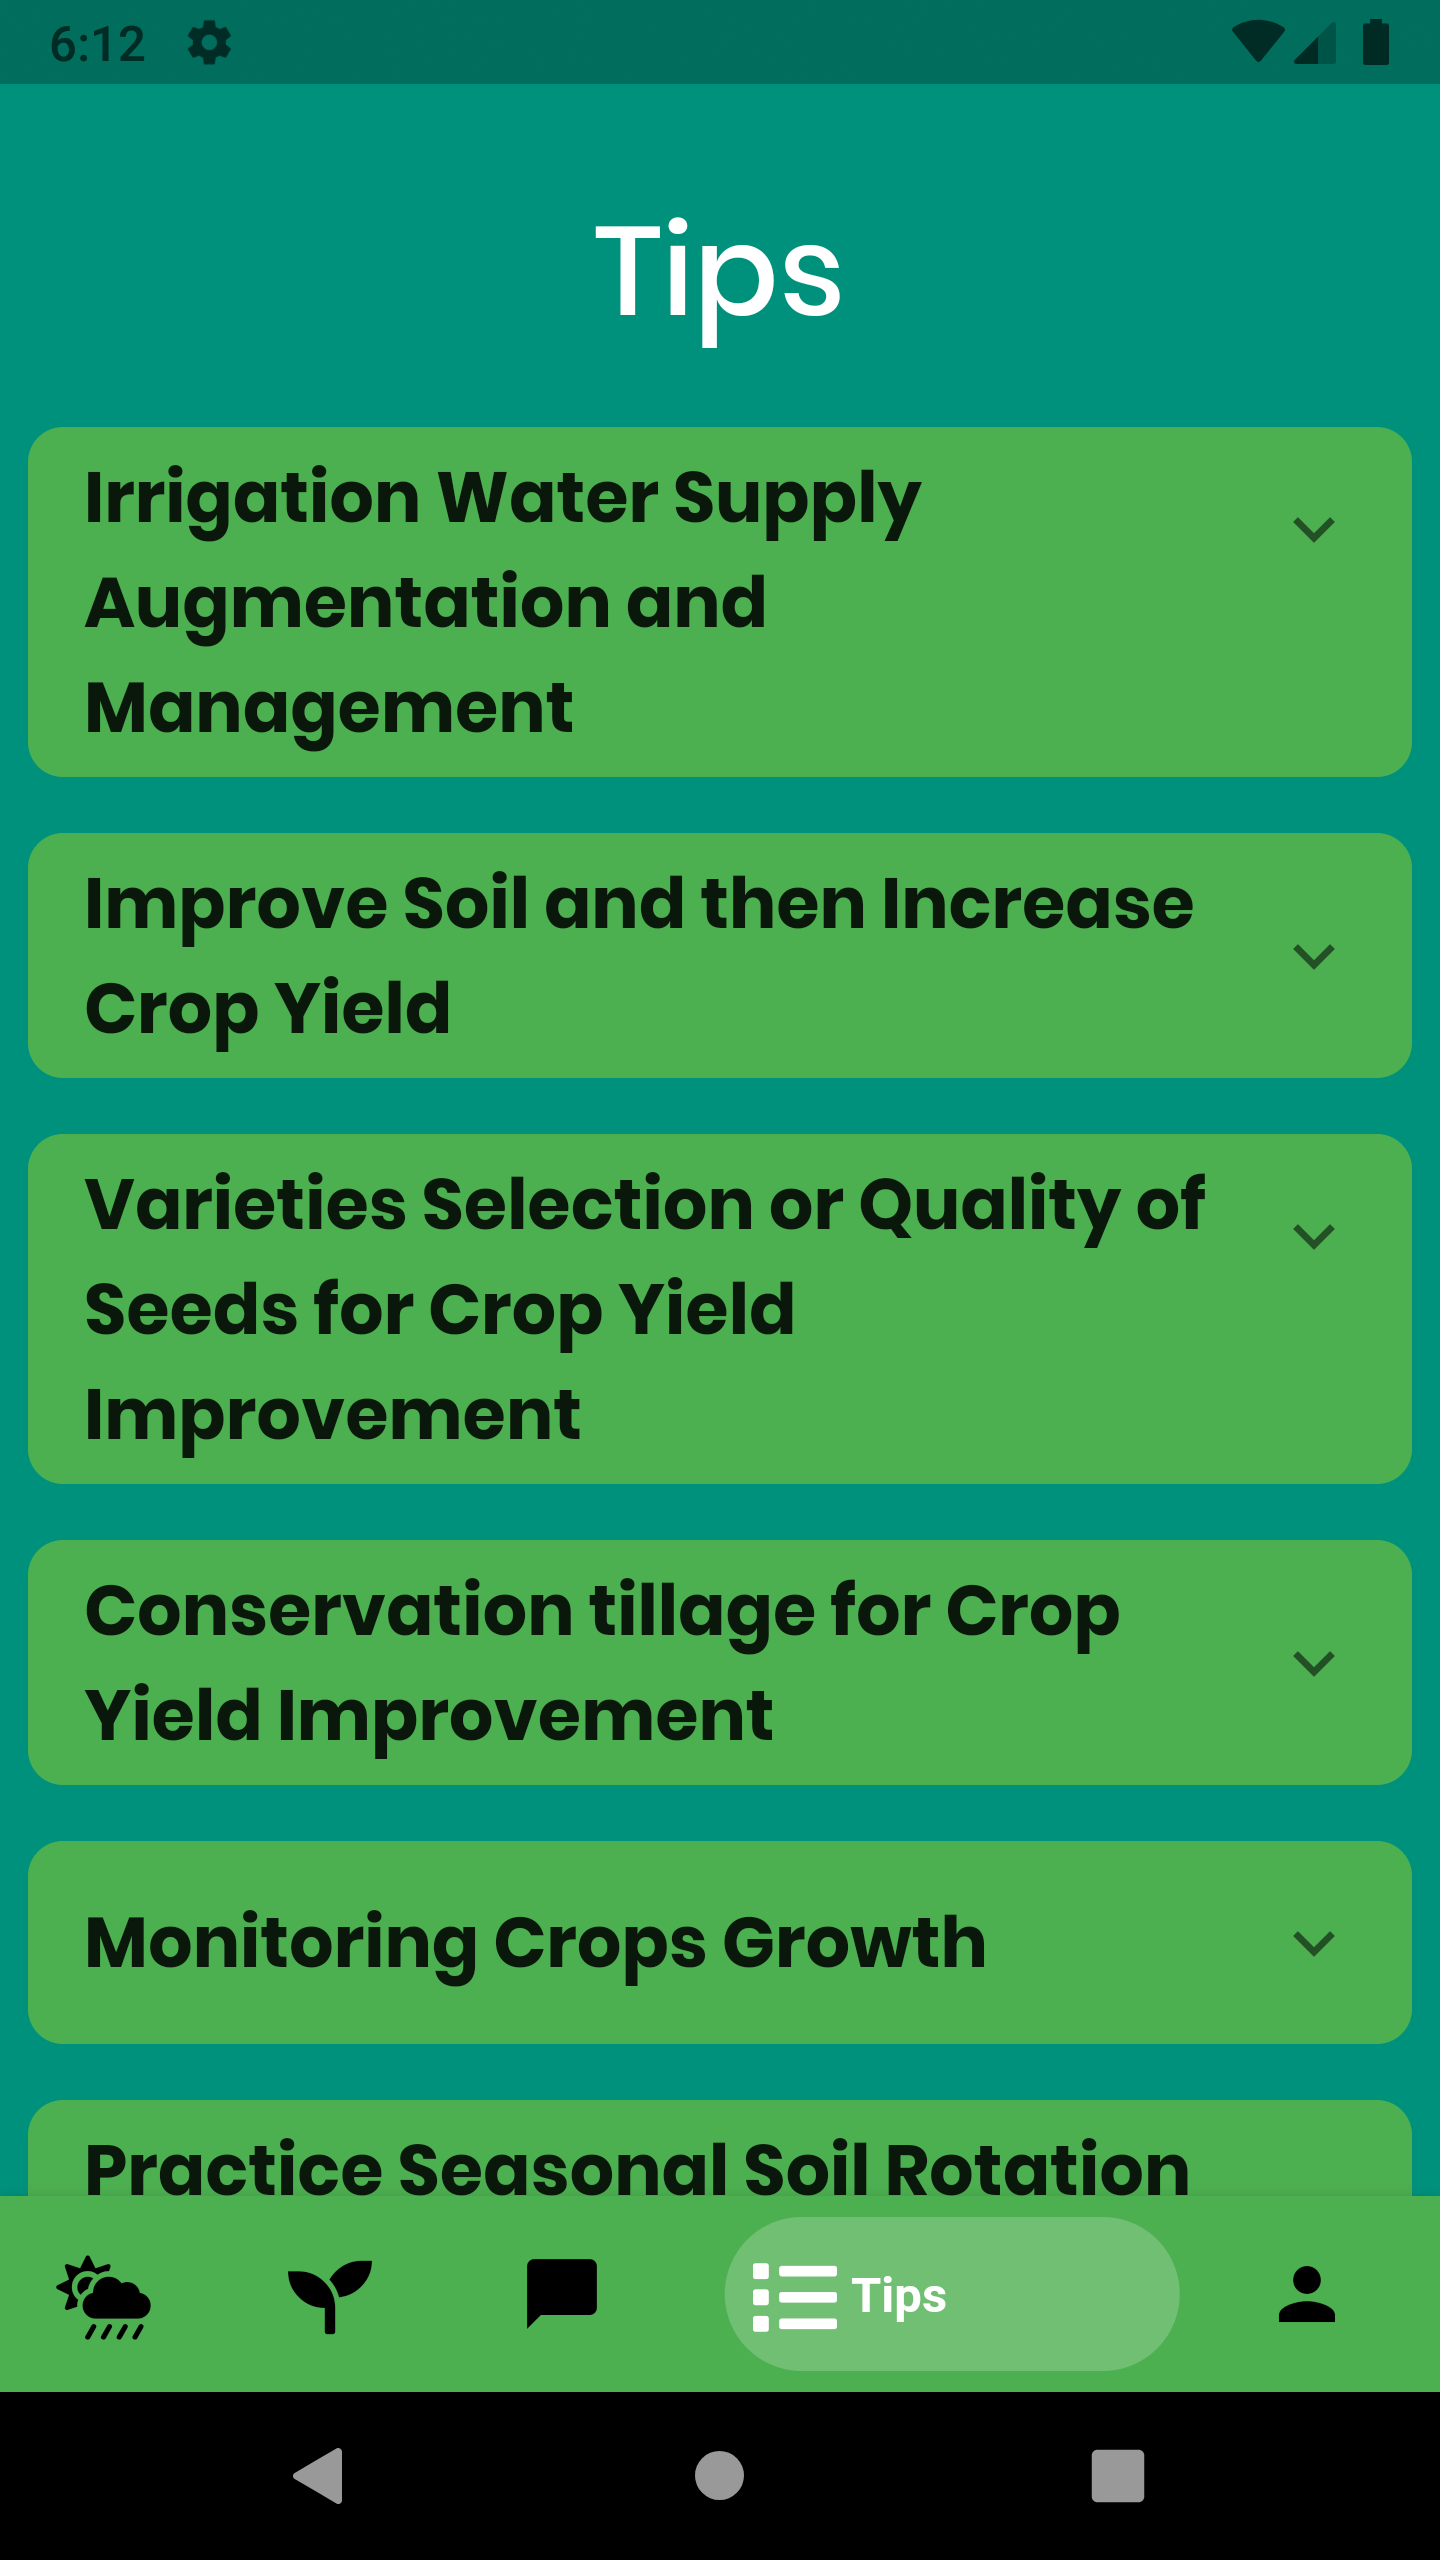 6:12
Tips
Irrigation Water Supply
Augmentation and
Management
Improve Soil and then Increase
Crop Yield
Varieties Selection or Quality of
Seeds for Crop Yield
Improvement
Conservation tillage for Crop
Yield Improvement
Monitoring Crops Growth
Practice Seasonal Soil Rotation
Tips